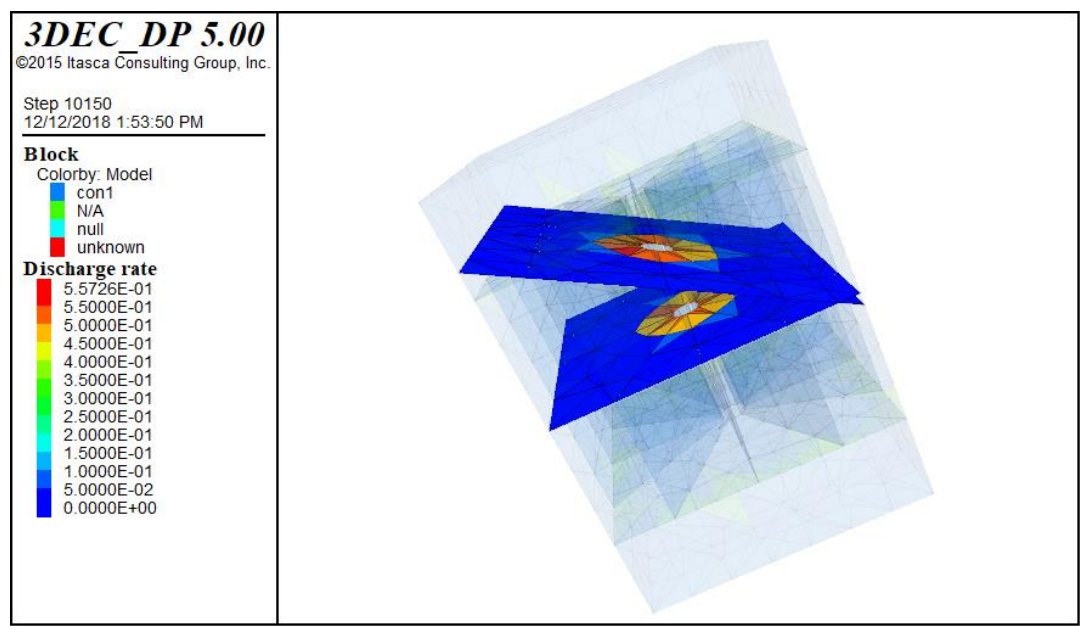 3DEC_DP 5.00
©2015 Itasca Consulting Group, Inc.
Step 10150
12/12/2018 1:53:50 PM
Block
Colorby: Model
con1
N/A
null
unknown
Discharge rate
5.5726E-01
5.5000E-01
5.0000E-01
4.5000E-01
4.0000E-01
3.5000E-01
3.0000E-01
2.5000E-01
2.0000E-01
1.5000E-01
1.0000E-01
5.0000E-02
0.0000E+00